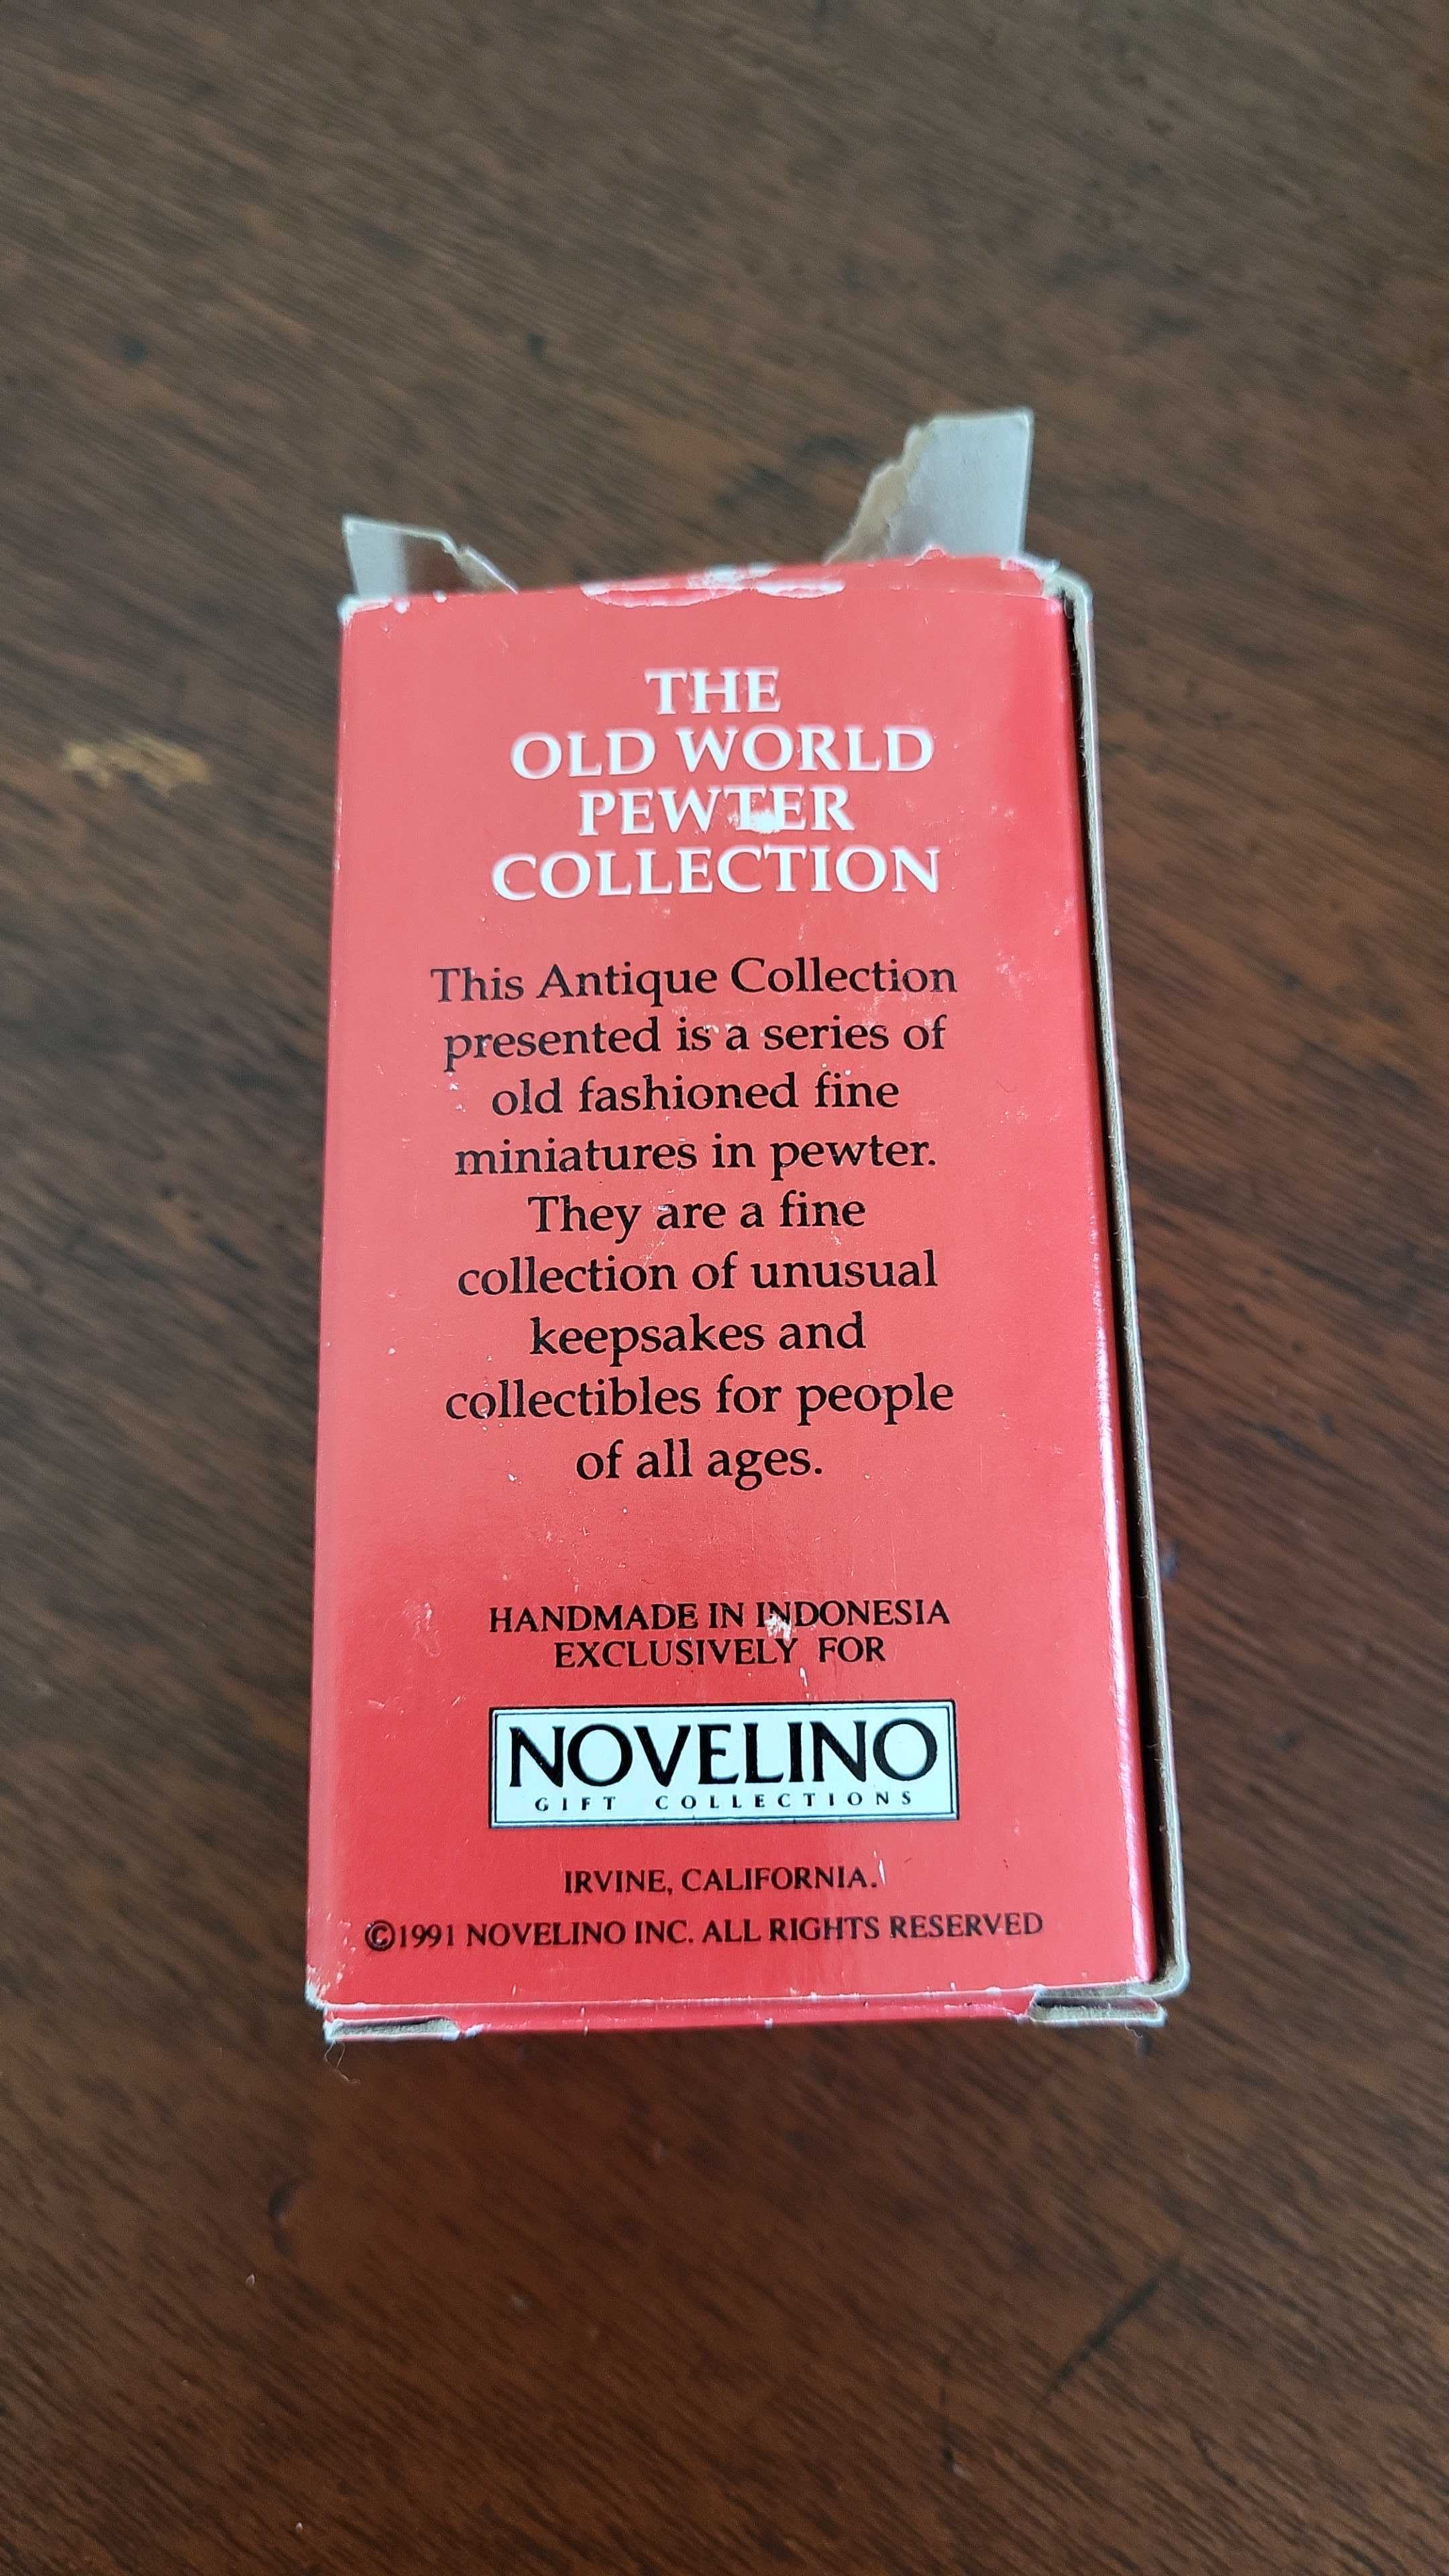 THE
OLD WORLD
PEWTER
COLLECTION
This Antique Collection
presented is a series of
old fashioned fine
miniatures in pewter.
They are a fine
collection of unusual
keepsakes and
collectibles for people
of all ages.
HANDMADE IN INDONESIA
EXCLUSIVELY FOR
NOVELINO
GIFT COLLECTIONS
IRVINE, CALIFORNIA.
©1991 NOVELINO INC. ALL RIGHTS RESERVED